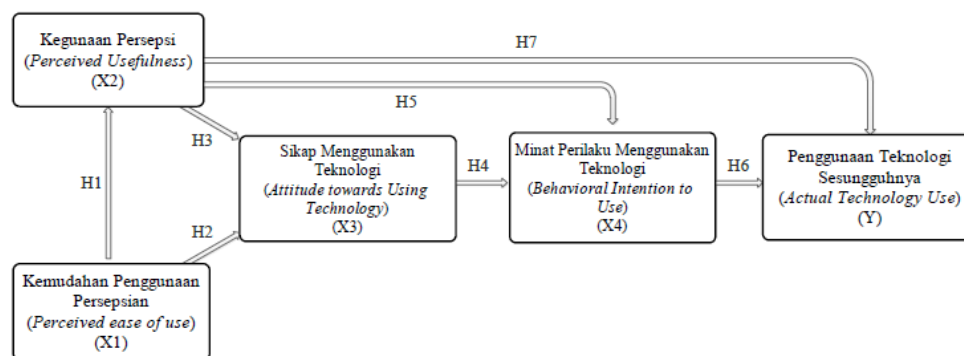 Kegunaan Persepsi
(Perceived Usefulness)
(X2)
H7
H5
H3
H1
Sikap Menggunakan
Teknologi
(Attitude towards Using
Technology)
(X3)
H4
Minat Perilaku Menggunakan
Teknologi
(Behavioral Intention to
Use)
(X4)
H6
Penggunaan Teknologi
Sesungguhnya
(Actual Technology Use)
(Y)
H2
Kemudahan Penggunaan
Persepsian
(Perceived ease of use)
(X1)